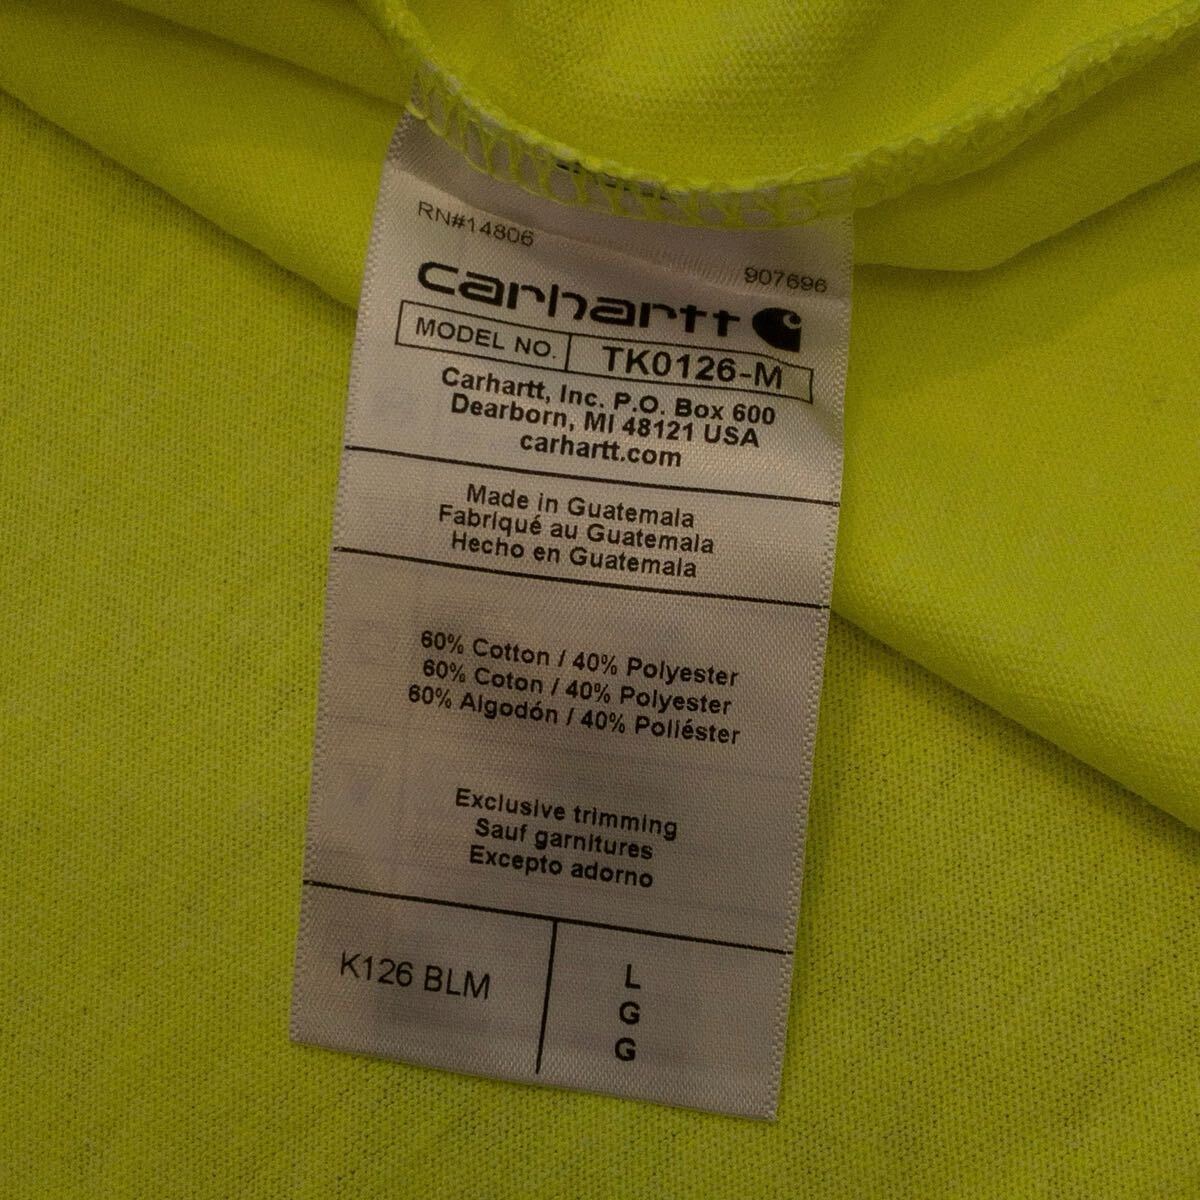 RN#14806
907696
carhartt
MODEL NO. TK0126-M
Carhartt, Inc. P.O. Box 600
Dearborn, MI 48121 USA
carhartt.com
Made in Guatemala
Fabriqué au Guatemala
Hecho en Guatemala
60% Cotton / 40% Polyester
60% Coton / 40% Polyester
60% Algodón / 40% Poliéster
Exclusive trimming
Sauf garnitures
Excepto adorno
K126 BLM
L
G
G